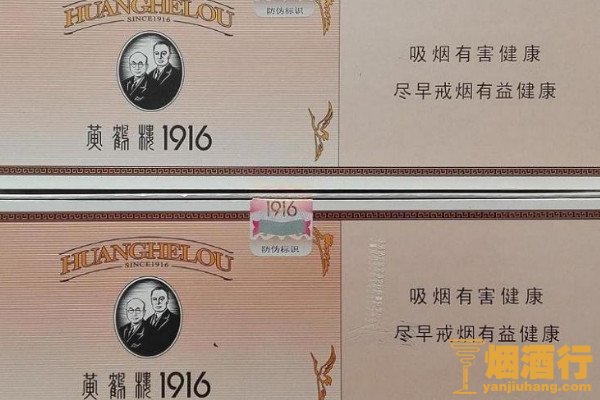 HUANGHELOU
SINCE1916
防伪标识
黄鹤楼1916
吸烟有害健康
尽早戒烟有益健康
1916
防伪标识
HUANGHELOU
SINCE1916
黄鹤楼1916
吸烟有害健康
尽早戒烟有益健康
烟酒行
yanjiuhang.com